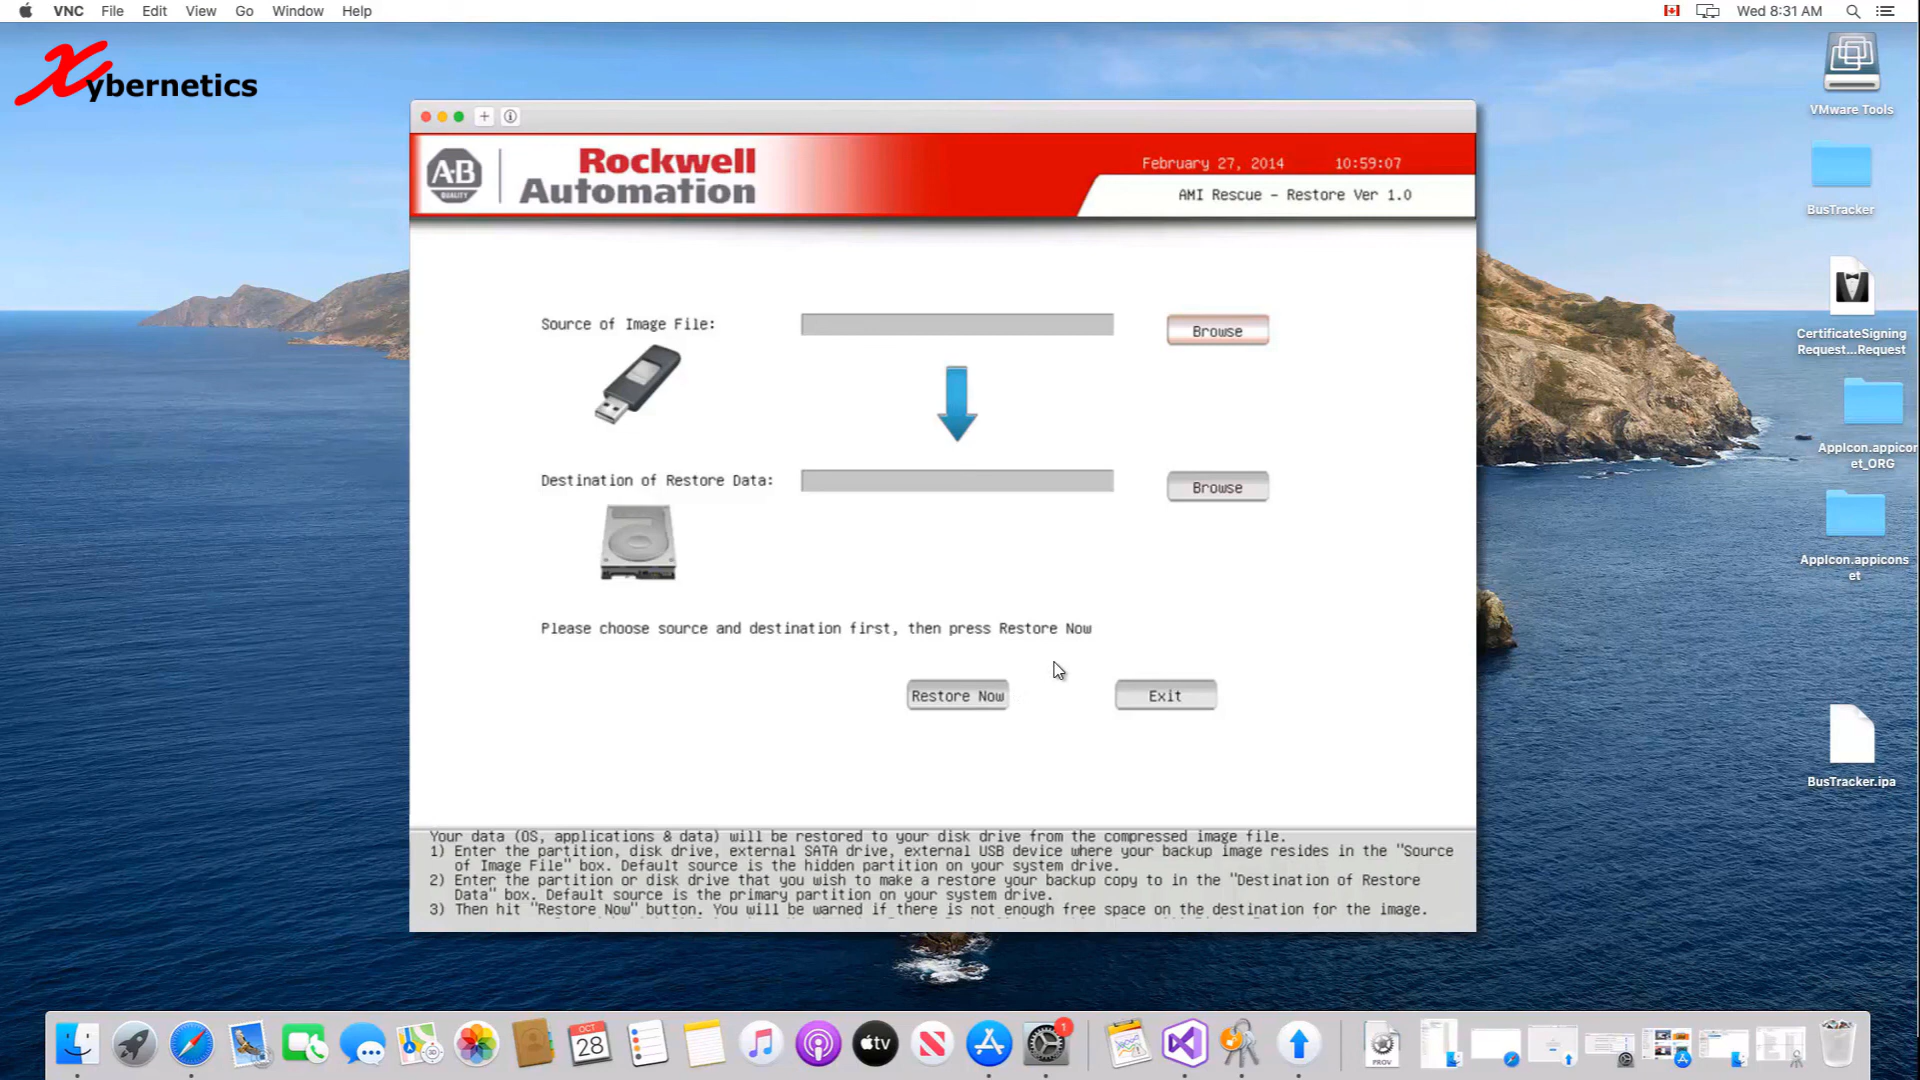 VNC File Edit View Go Window Help
Wed 8:31 AM
Xybernetics
VMware Tools
BusTracker
CertificateSigning
Request...Request
AppIcon.appicon
et_ORG
AppIcon.appicons
et
BusTracker.ipa
A·B
QUALITY
Rockwell
Automation
February 27, 2014 10:59:07
AMI Rescue - Restore Ver 1.0
Source of Image File:
Browse
Destination of Restore Data:
Browse
Please choose source and destination first, then press Restore Now
Restore Now
Exit
Your data (OS, applications & data) will be restored to your disk drive from the compressed image file.
1) Enter the partition, disk drive, external SATA drive, external USB device where your backup image resides in the "Source
of Image File" box. Default source is the hidden partition on your system drive.
2) Enter the partition or disk drive that you wish to make a restore your backup copy to in the "Destination of Restore
Data" box. Default source is the primary partition on your system drive.
3) Then hit "Restore Now" button. You will be warned if there is not enough free space on the destination for the image.
OCT
28
tv
1
PROV